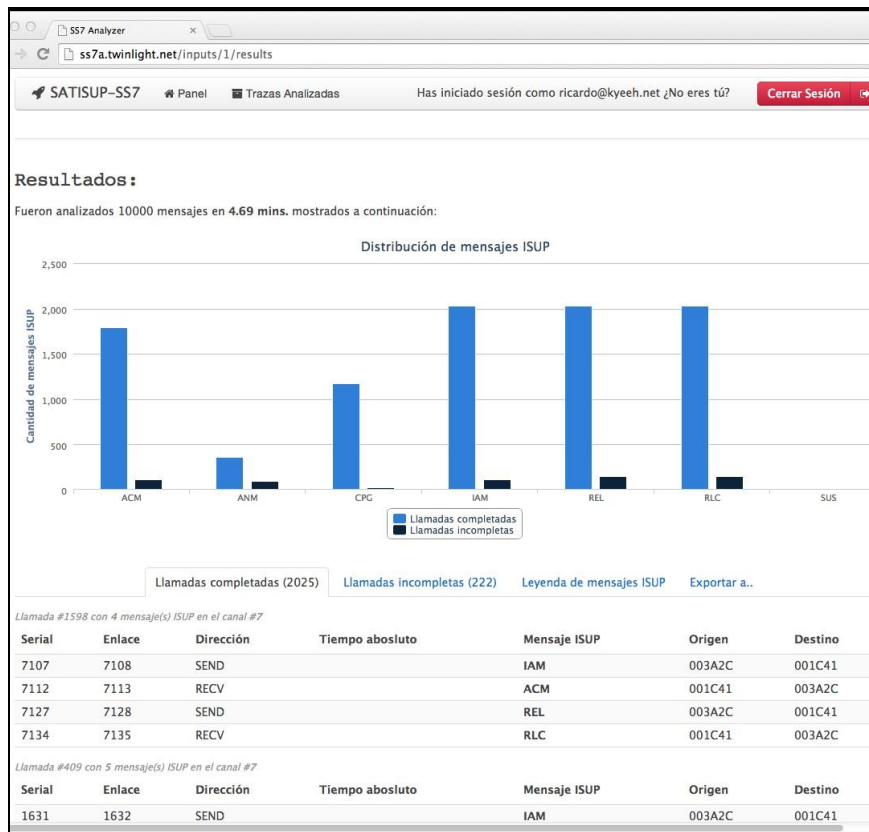 SS7 Analyzer
ss7a.twinlight.net/inputs/1/results
SATISUP-SS7 Panel Trazas Analizadas Has iniciado sesión como ricardo@kyeeh.net ¿No eres tú? Cerrar Sesión
Resultados:
Fueron analizados 10000 mensajes en 4.69 mins. mostrados a continuación:
Distribución de mensajes ISUP
Cantidad de mensajes ISUP
2,500
2,000
1,500
1,000
500
0
ACM ANM CPG IAM REL RLC SUS
Llamadas completadas
Llamadas incompletas
Llamadas completadas (2025) Llamadas incompletas (222) Leyenda de mensajes ISUP Exportar a..
Llamada #1598 con 4 mensaje(s) ISUP en el canal #7
Serial Enlace Dirección Tiempo abosluto Mensaje ISUP Origen Destino
7107 7108 SEND IAM 003A2C 001C41
7112 7113 RECV ACM 001C41 003A2C
7127 7128 SEND REL 003A2C 001C41
7134 7135 RECV RLC 001C41 003A2C
Llamada #409 con 5 mensaje(s) ISUP en el canal #7
Serial Enlace Dirección Tiempo abosluto Mensaje ISUP Origen Destino
1631 1632 SEND IAM 003A2C 001C41